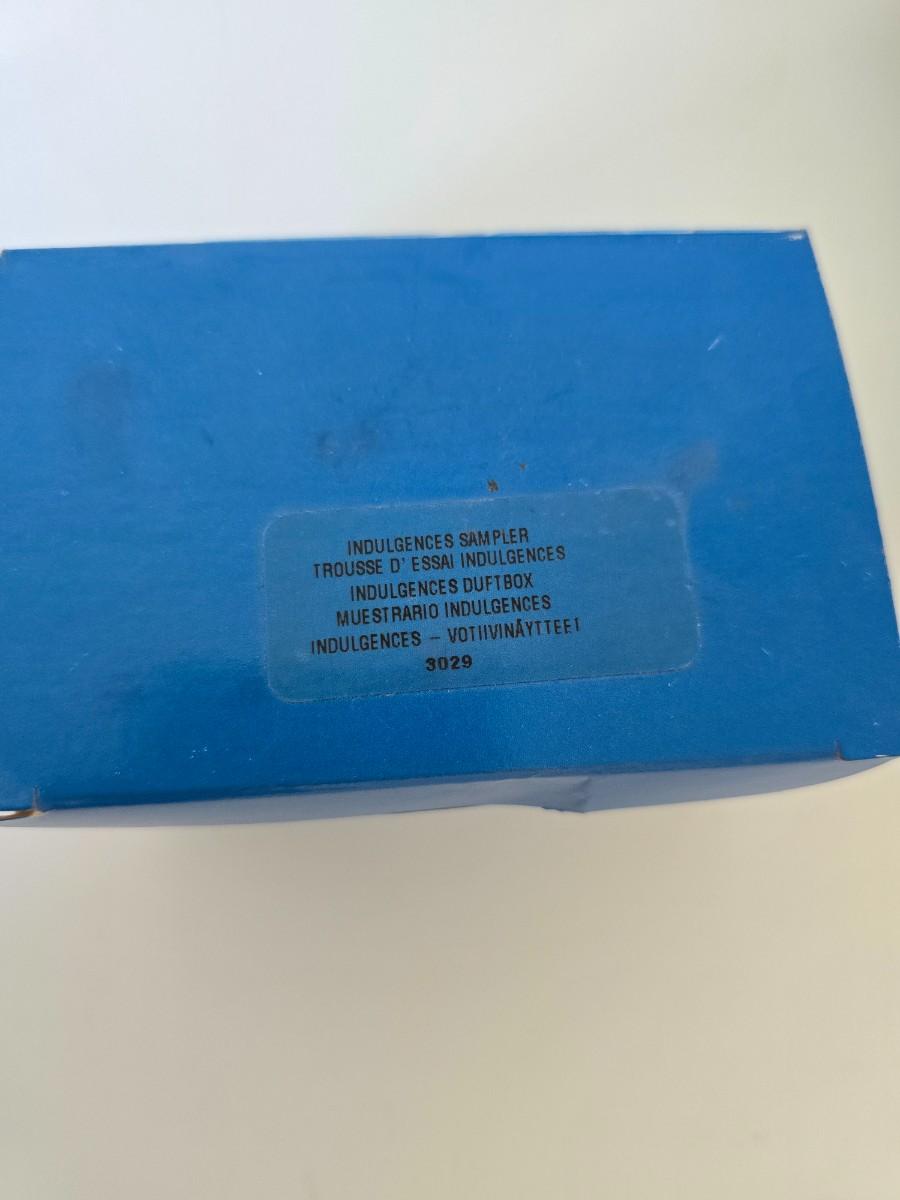 INDULGENCES SAMPLER
TROUSSE D' ESSAI INDULGENCES
INDULGENCES DUFTBOX
MUESTRARIO INDULGENCES
INDULGENCES – VOTIIVINÄYTTEET
3029